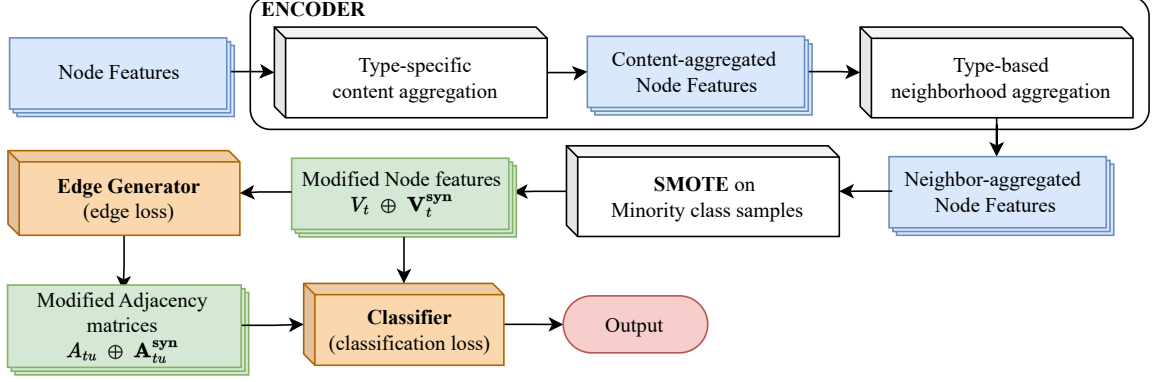 ENCODER
Node Features
Type-specific
content aggregation
Content-aggregated
Node Features
Type-based
neighborhood aggregation
Edge Generator
(edge loss)
Modified Node features
V_t ⊕ 𝐕_t^syn
SMOTE on
Minority class samples
Neighbor-aggregated
Node Features
Modified Adjacency
matrices
A_tu ⊕ 𝐀_tu^syn
Classifier
(classification loss)
Output